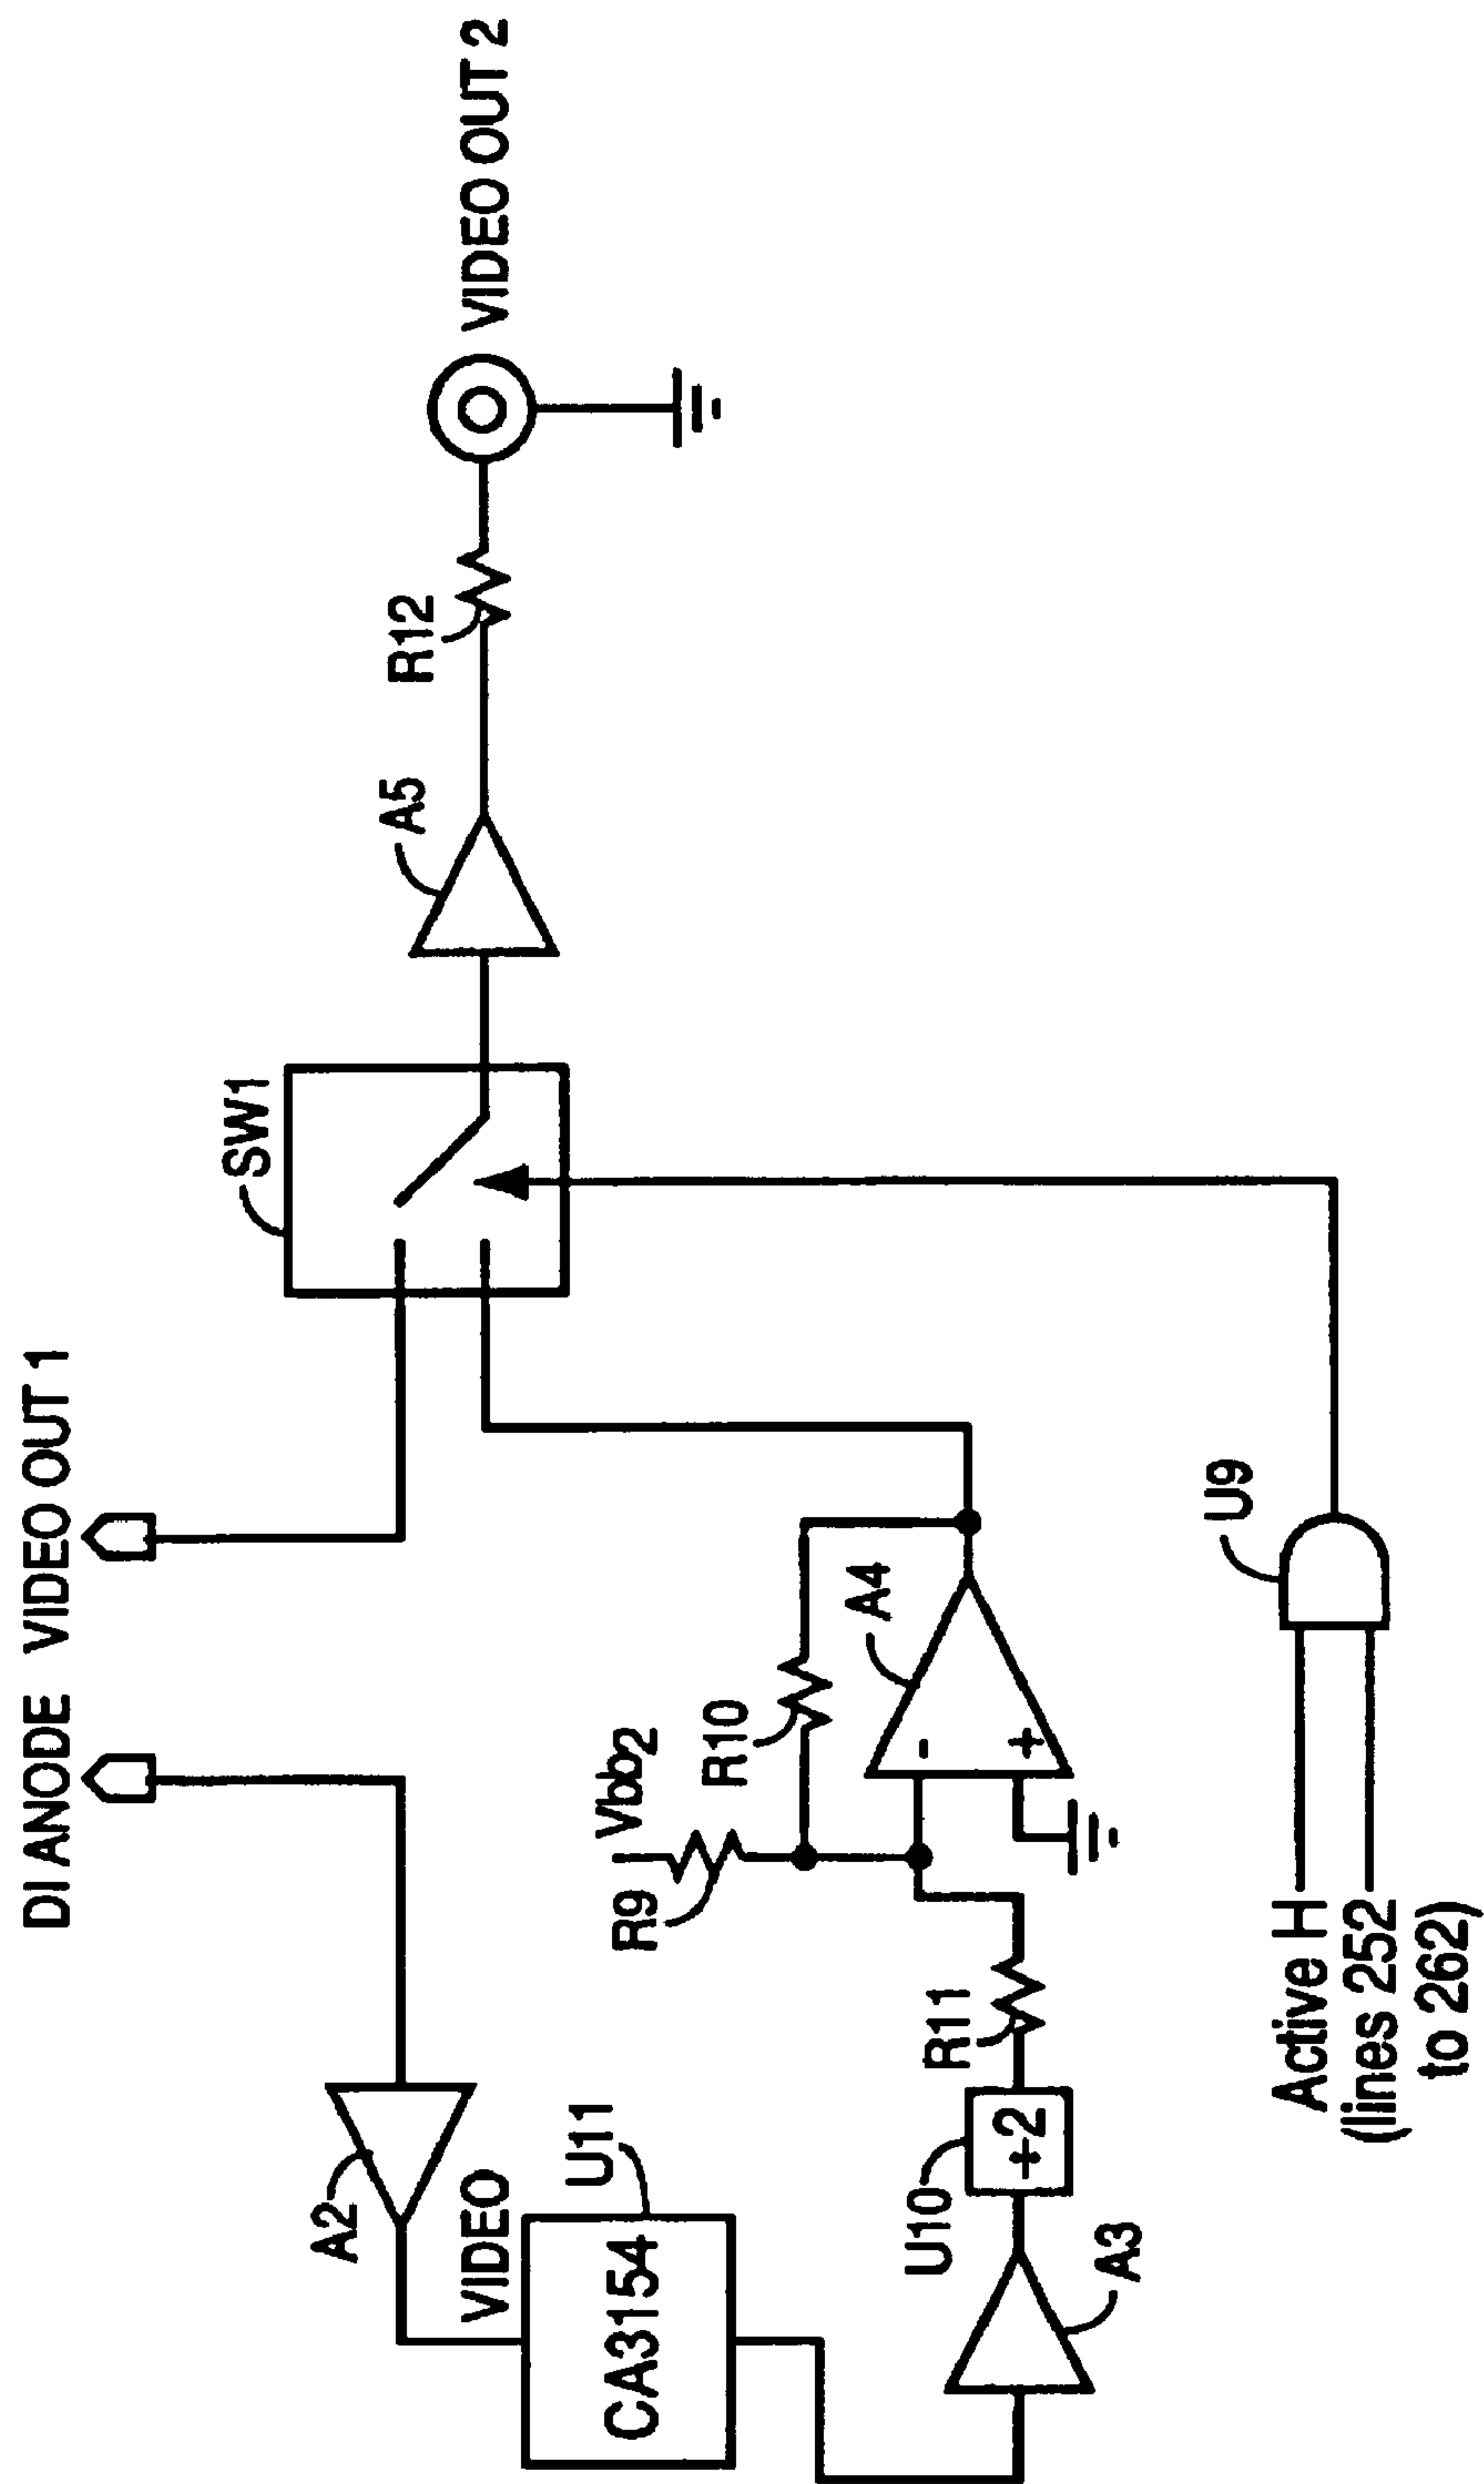 DI ANODE
VIDEO OUT 1
A2
VIDEO
U11
CA3154
SW1
A5
R12
VIDEO OUT 2
R9
Vbb2
R10
A4
-
+
R11
U10
÷2
A3
U9
Active H
(lines 252
to 262)